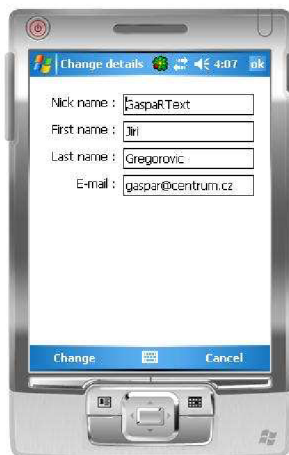 Change details 4:07 ok
Nick name : GaspaRText
First name : Jiri
Last name : Gregorovic
E-mail : gaspar@centrum.cz
Change Cancel